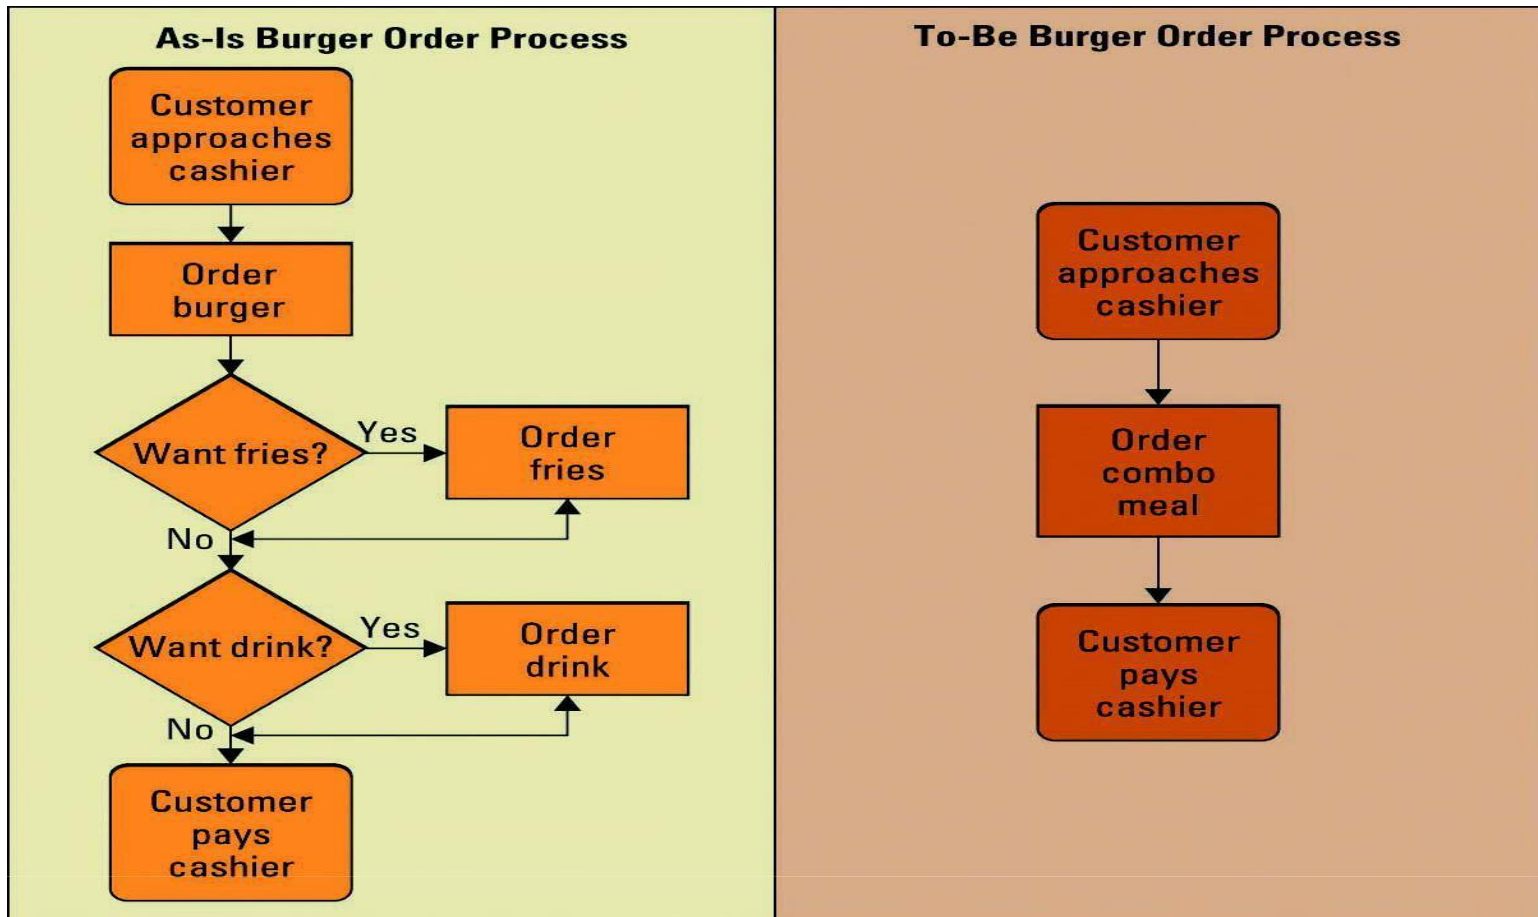 As-Is Burger Order Process
Customer
approaches
cashier
Order
burger
Want fries?
Yes
Order
fries
No
Want drink?
Yes
Order
drink
No
Customer
pays
cashier
To-Be Burger Order Process
Customer
approaches
cashier
Order
combo
meal
Customer
pays
cashier